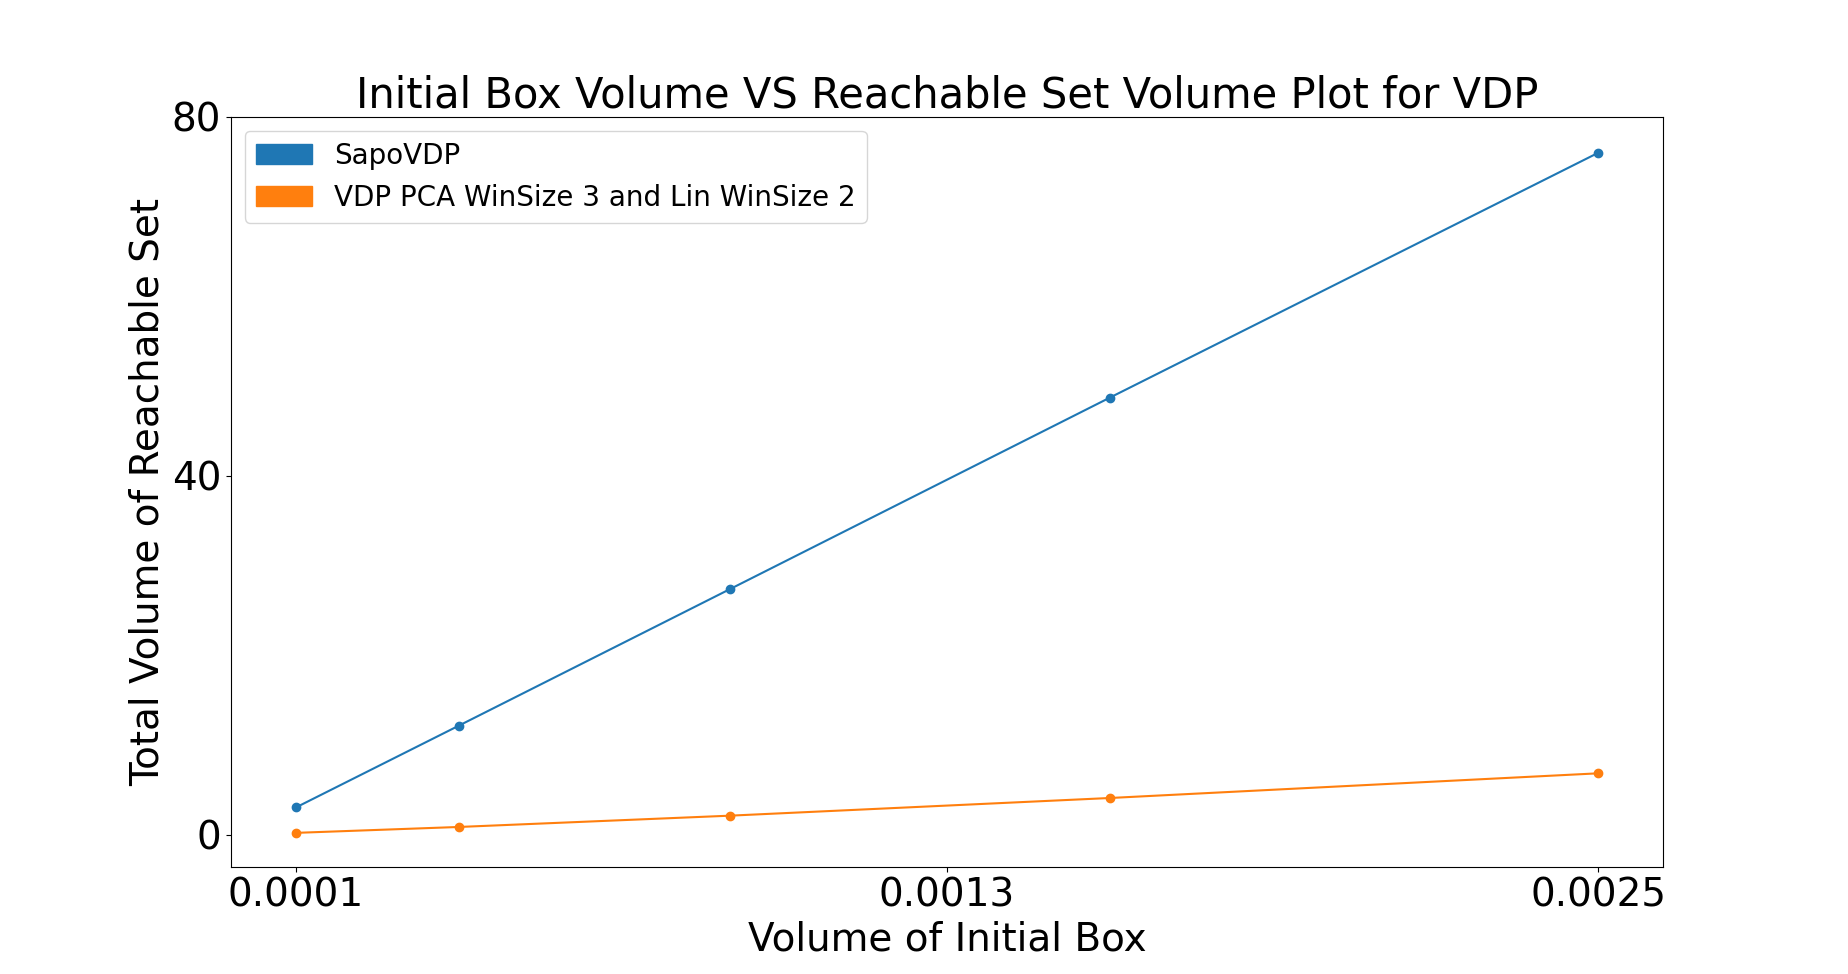 Initial Box Volume VS Reachable Set Volume Plot for VDP
SapoVDP
VDP PCA WinSize 3 and Lin WinSize 2
Total Volume of Reachable Set
80
40
0
0.0001
0.0013
0.0025
Volume of Initial Box